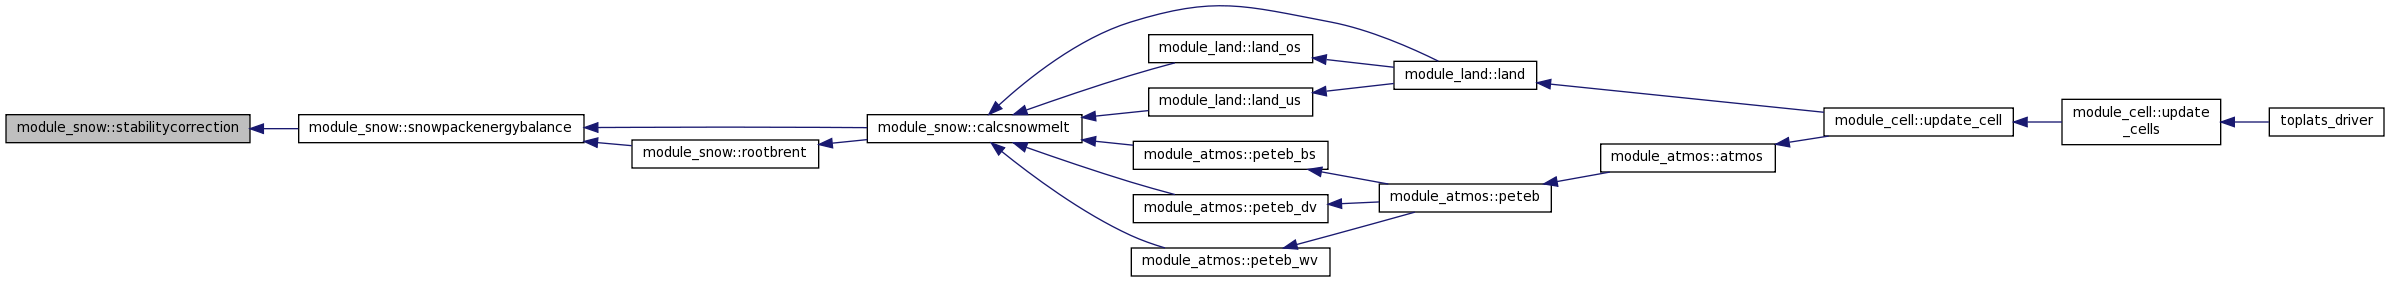 module_snow::stabilitycorrection
module_snow::snowpackenergybalance
module_snow::rootbrent
module_snow::calcsnowmelt
module_land::land_os
module_land::land_us
module_atmos::peteb_bs
module_atmos::peteb_dv
module_atmos::peteb_wv
module_land::land
module_atmos::peteb
module_atmos::atmos
module_cell::update_cell
module_cell::update
_cells
toplats_driver